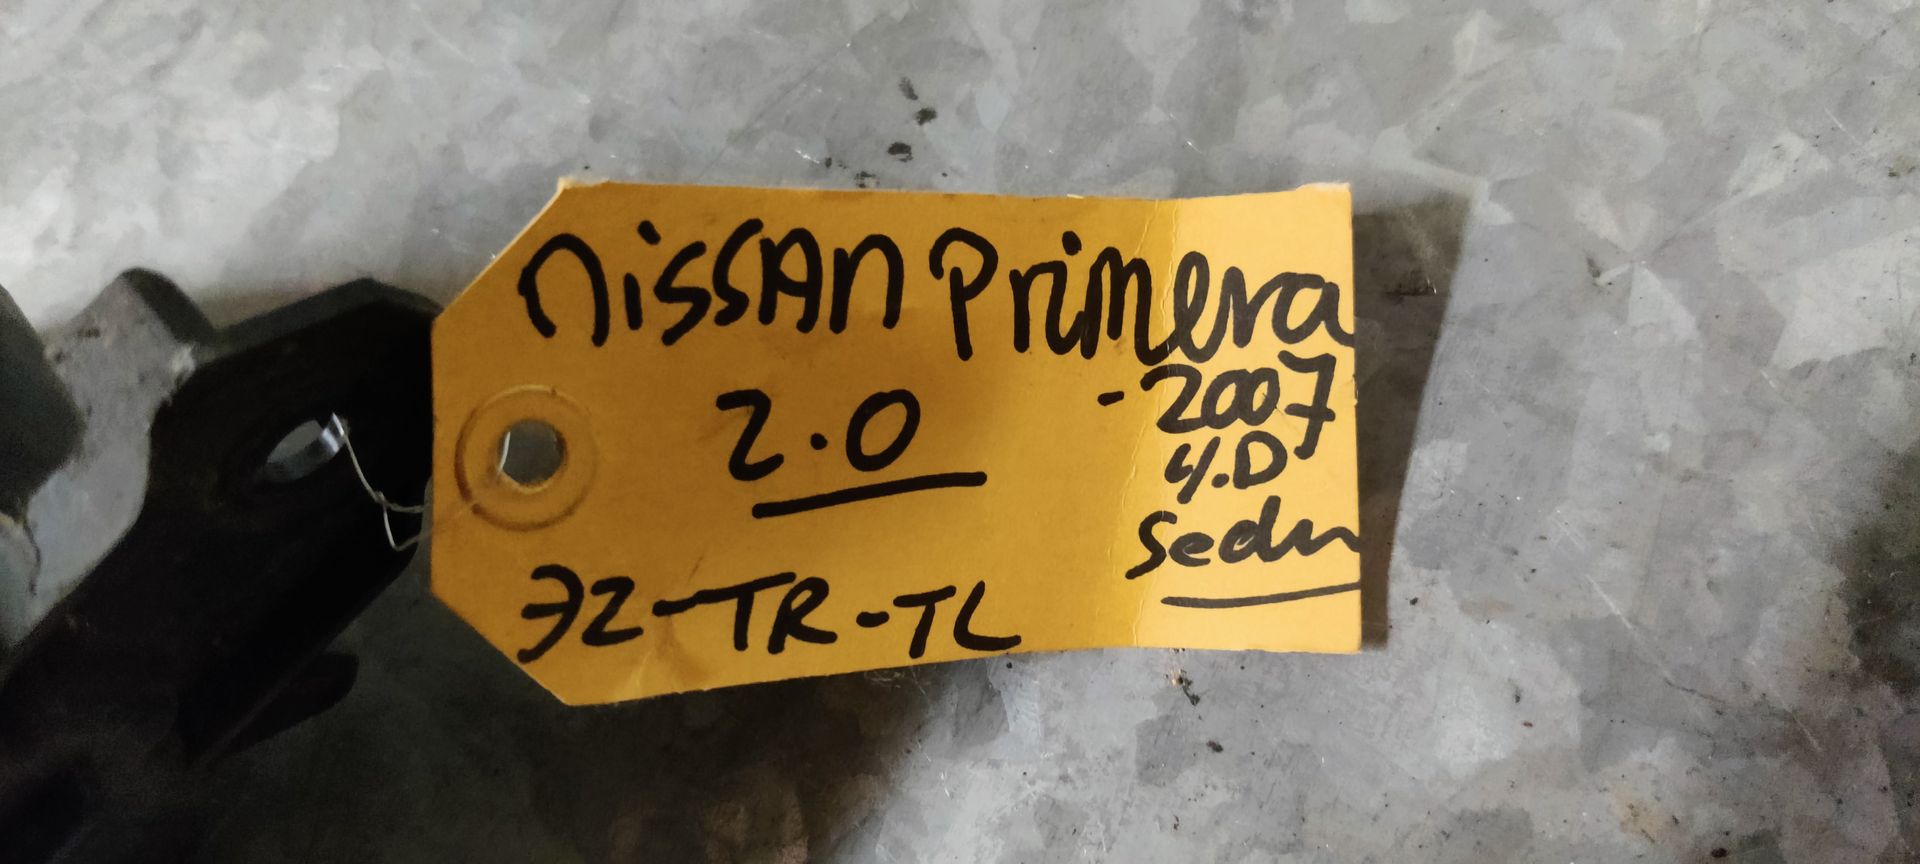 nissAn Primera
2.0
-2007
4.D
Sedn
72-TR-TL